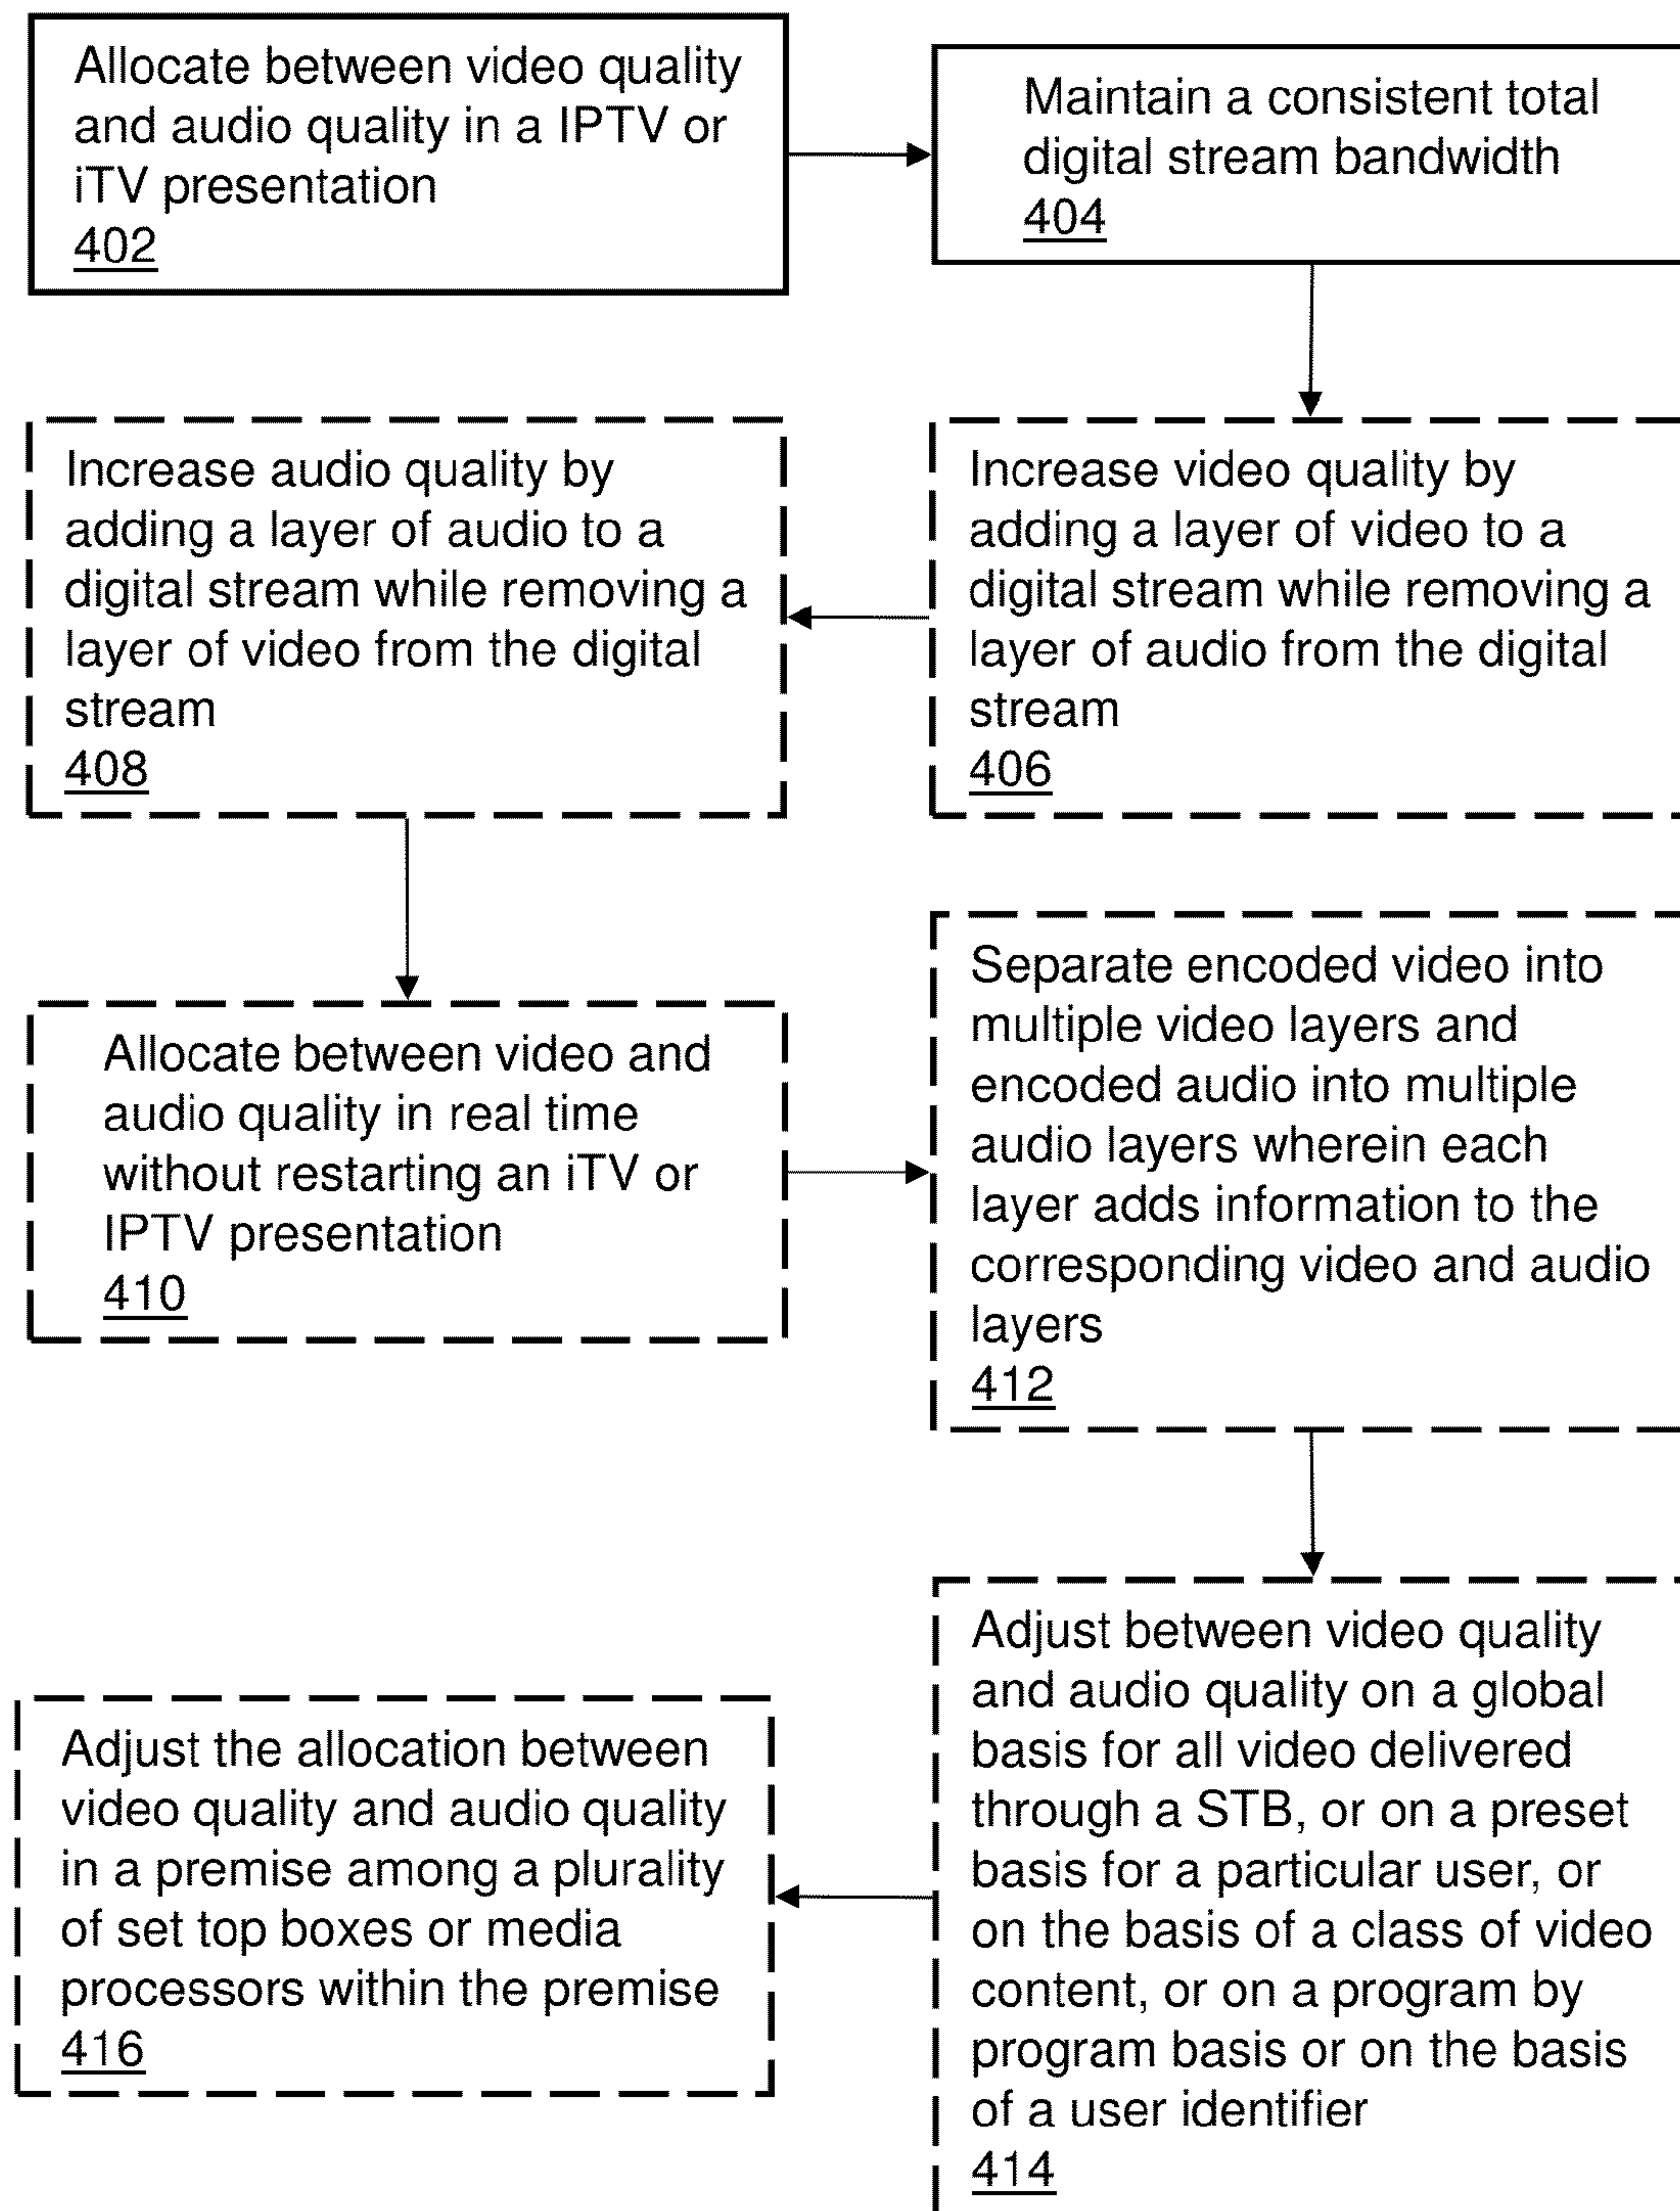 Allocate between video quality
and audio quality in a IPTV or
iTV presentation
402
Maintain a consistent total
digital stream bandwidth
404
Increase video quality by
adding a layer of video to a
digital stream while removing a
layer of audio from the digital
stream
406
Increase audio quality by
adding a layer of audio to a
digital stream while removing a
layer of video from the digital
stream
408
Allocate between video and
audio quality in real time
without restarting an iTV or
IPTV presentation
410
Separate encoded video into
multiple video layers and
encoded audio into multiple
audio layers wherein each
layer adds information to the
corresponding video and audio
layers
412
Adjust between video quality
and audio quality on a global
basis for all video delivered
through a STB, or on a preset
basis for a particular user, or
on the basis of a class of video
content, or on a program by
program basis or on the basis
of a user identifier
414
Adjust the allocation between
video quality and audio quality
in a premise among a plurality
of set top boxes or media
processors within the premise
416